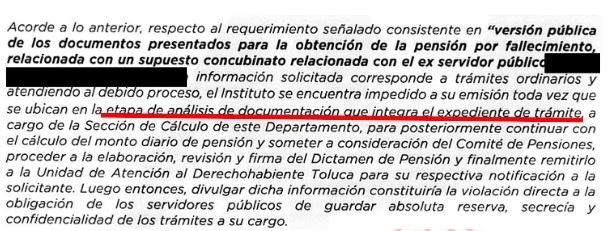 Acorde a lo anterior, respecto al requerimiento señalado consistente en "versión pública
de los documentos presentados para la obtención de la pensión por fallecimiento,
relacionada con un supuesto concubinato relacionada con el ex servidor público
información solicitada corresponde a trámites ordinarios y
atendiendo al debido proceso, el Instituto se encuentra impedido a su emisión toda vez que
se ubican en la etapa de análisis de documentación que integra el expediente de trámite, a
cargo de la Sección de Cálculo de este Departamento, para posteriormente continuar con
el cálculo del monto diario de pensión y someter a consideración del Comité de Pensiones,
proceder a la elaboración, revisión y firma del Dictamen de Pensión y finalmente remitirlo
a la Unidad de Atención al Derechohabiente Toluca para su respectiva notificación a la
solicitante. Luego entonces, divulgar dicha información constituiría la violación directa a la
obligación de los servidores públicos de guardar absoluta reserva, secrecía y
confidencialidad de los trámites a su cargo.